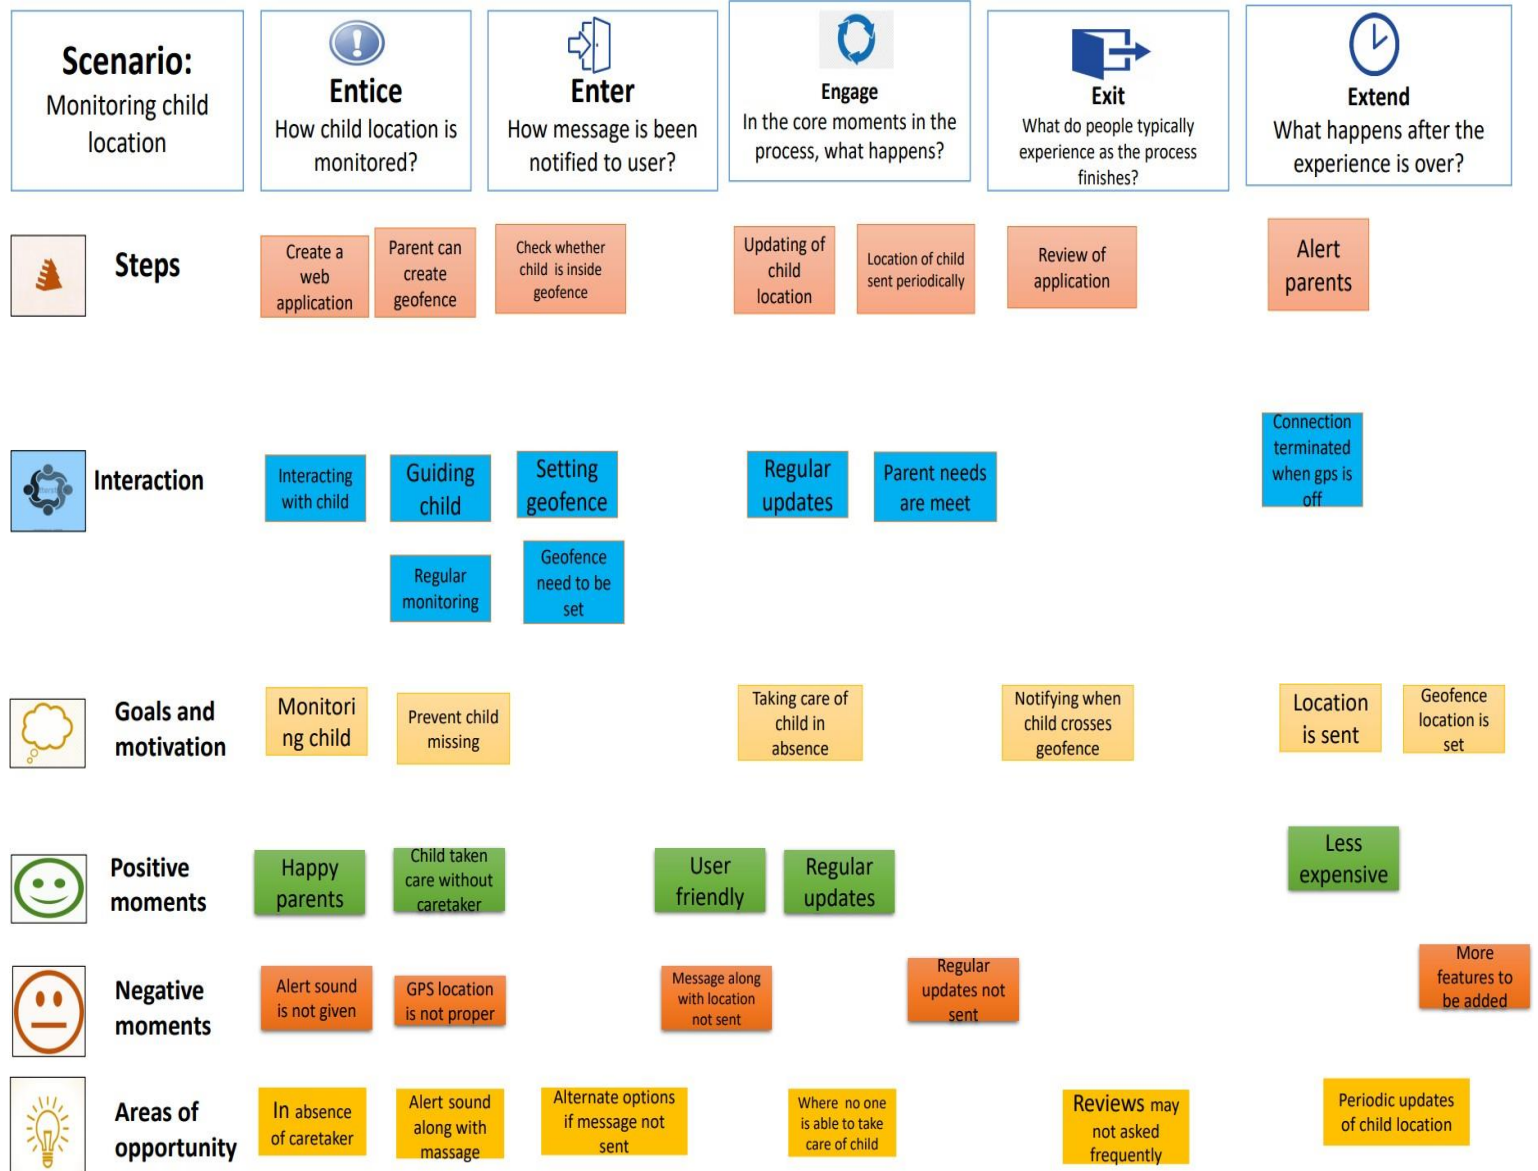 Scenario:
Monitoring child
location
Entice
How child location is
monitored?
Enter
How message is been
notified to user?
Engage
In the core moments in the
process, what happens?
Exit
What do people typically
experience as the process
finishes?
Extend
What happens after the
experience is over?
Steps
Create a
web
application
Parent can
create
geofence
Check whether
child is inside
geofence
Updating of
child
location
Location of child
sent periodically
Review of
application
Alert
parents
Interaction
Interacting
with child
Guiding
child
Setting
geofence
Regular
updates
Parent needs
are meet
Connection
terminated
when gps is
off
Regular
monitoring
Geofence
need to be
set
Goals and
motivation
Monitori
ng child
Prevent child
missing
Taking care of
child in
absence
Notifying when
child crosses
geofence
Location
is sent
Geofence
location is
set
Positive
moments
Happy
parents
Child taken
care without
caretaker
User
friendly
Regular
updates
Less
expensive
Negative
moments
Alert sound
is not given
GPS location
is not proper
Message along
with location
not sent
Regular
updates not
sent
More
features to
be added
Areas of
opportunity
In absence
of caretaker
Alert sound
along with
massage
Alternate options
if message not
sent
Where no one
is able to take
care of child
Reviews may
not asked
frequently
Periodic updates
of child location